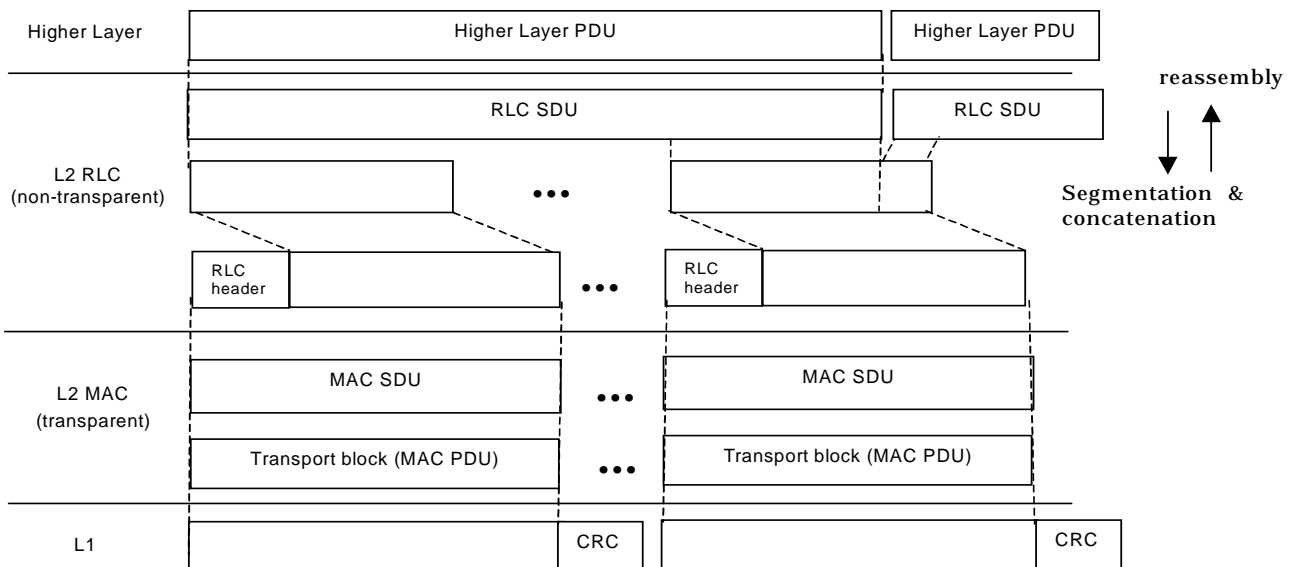 Higher Layer
Higher Layer PDU
Higher Layer PDU
reassembly
RLC SDU
RLC SDU
L2 RLC
(non-transparent)
Segmentation &
concatenation
RLC
header
RLC
header
L2 MAC
(transparent)
MAC SDU
MAC SDU
Transport block (MAC PDU)
Transport block (MAC PDU)
L1
CRC
CRC